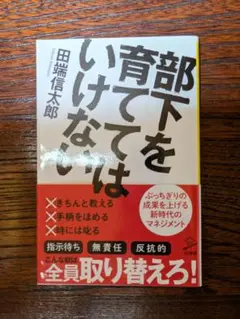 部下を
育てては
いけない
田端信太郎
×きちんと教える
×手柄をほめる
×時には叱る
ぶっちぎりの
成果を上げる
新時代の
マネジメント
指示待ち
無責任
反抗的
こんな奴は
全員取り替えろ！